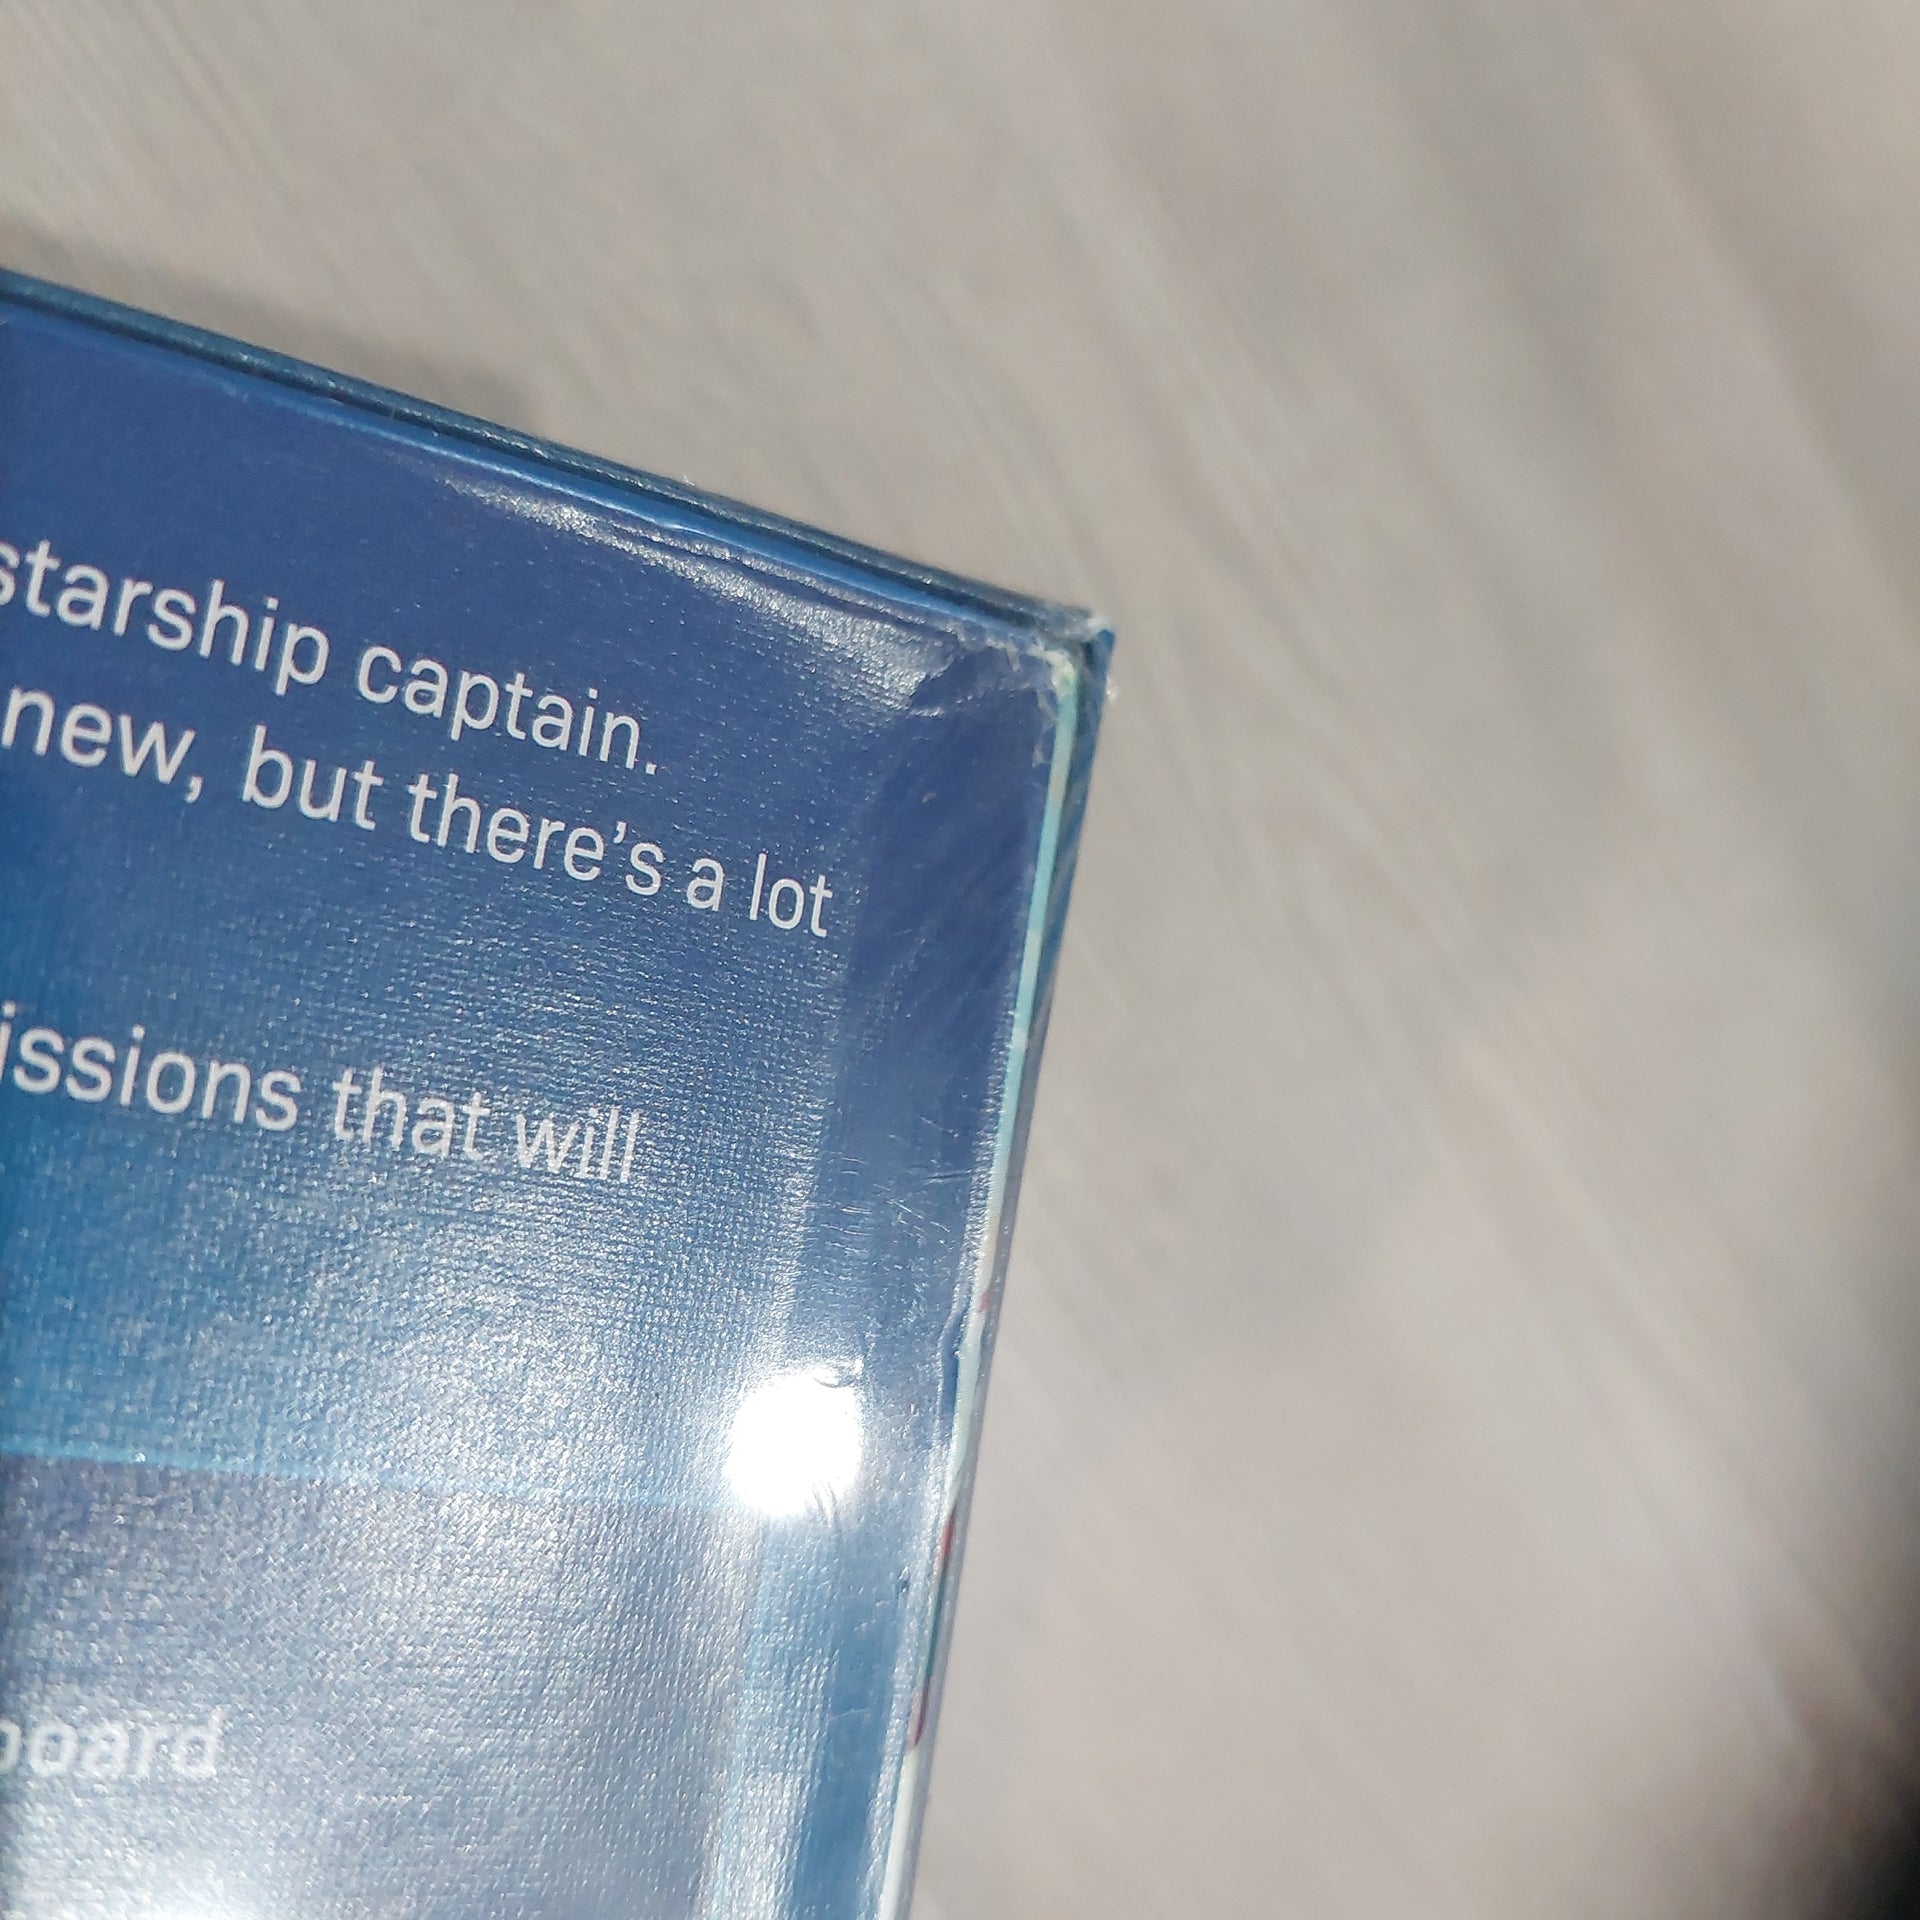 starship captain.
new, but there's a lot
issions that will
board